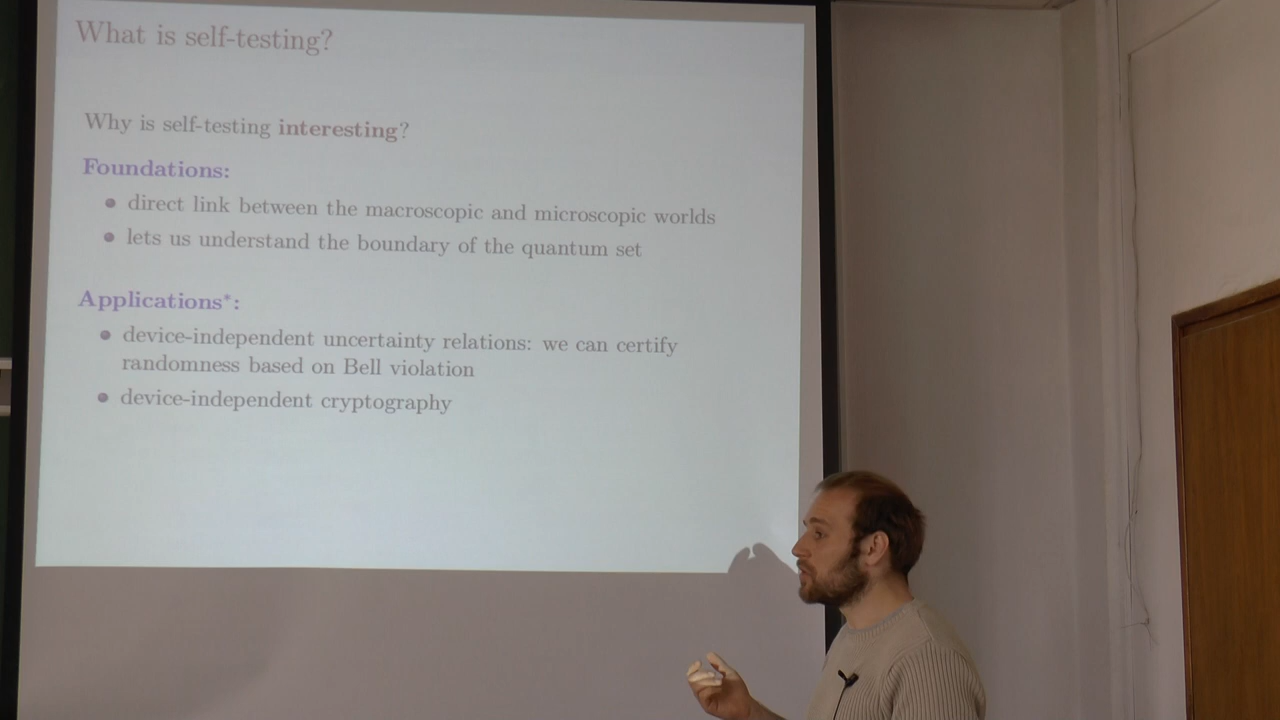 What is self-testing?
Why is self-testing interesting?
Foundations:
• direct link between the macroscopic and microscopic worlds
• lets us understand the boundary of the quantum set
Applications*:
• device-independent uncertainty relations: we can certify
randomness based on Bell violation
• device-independent cryptography